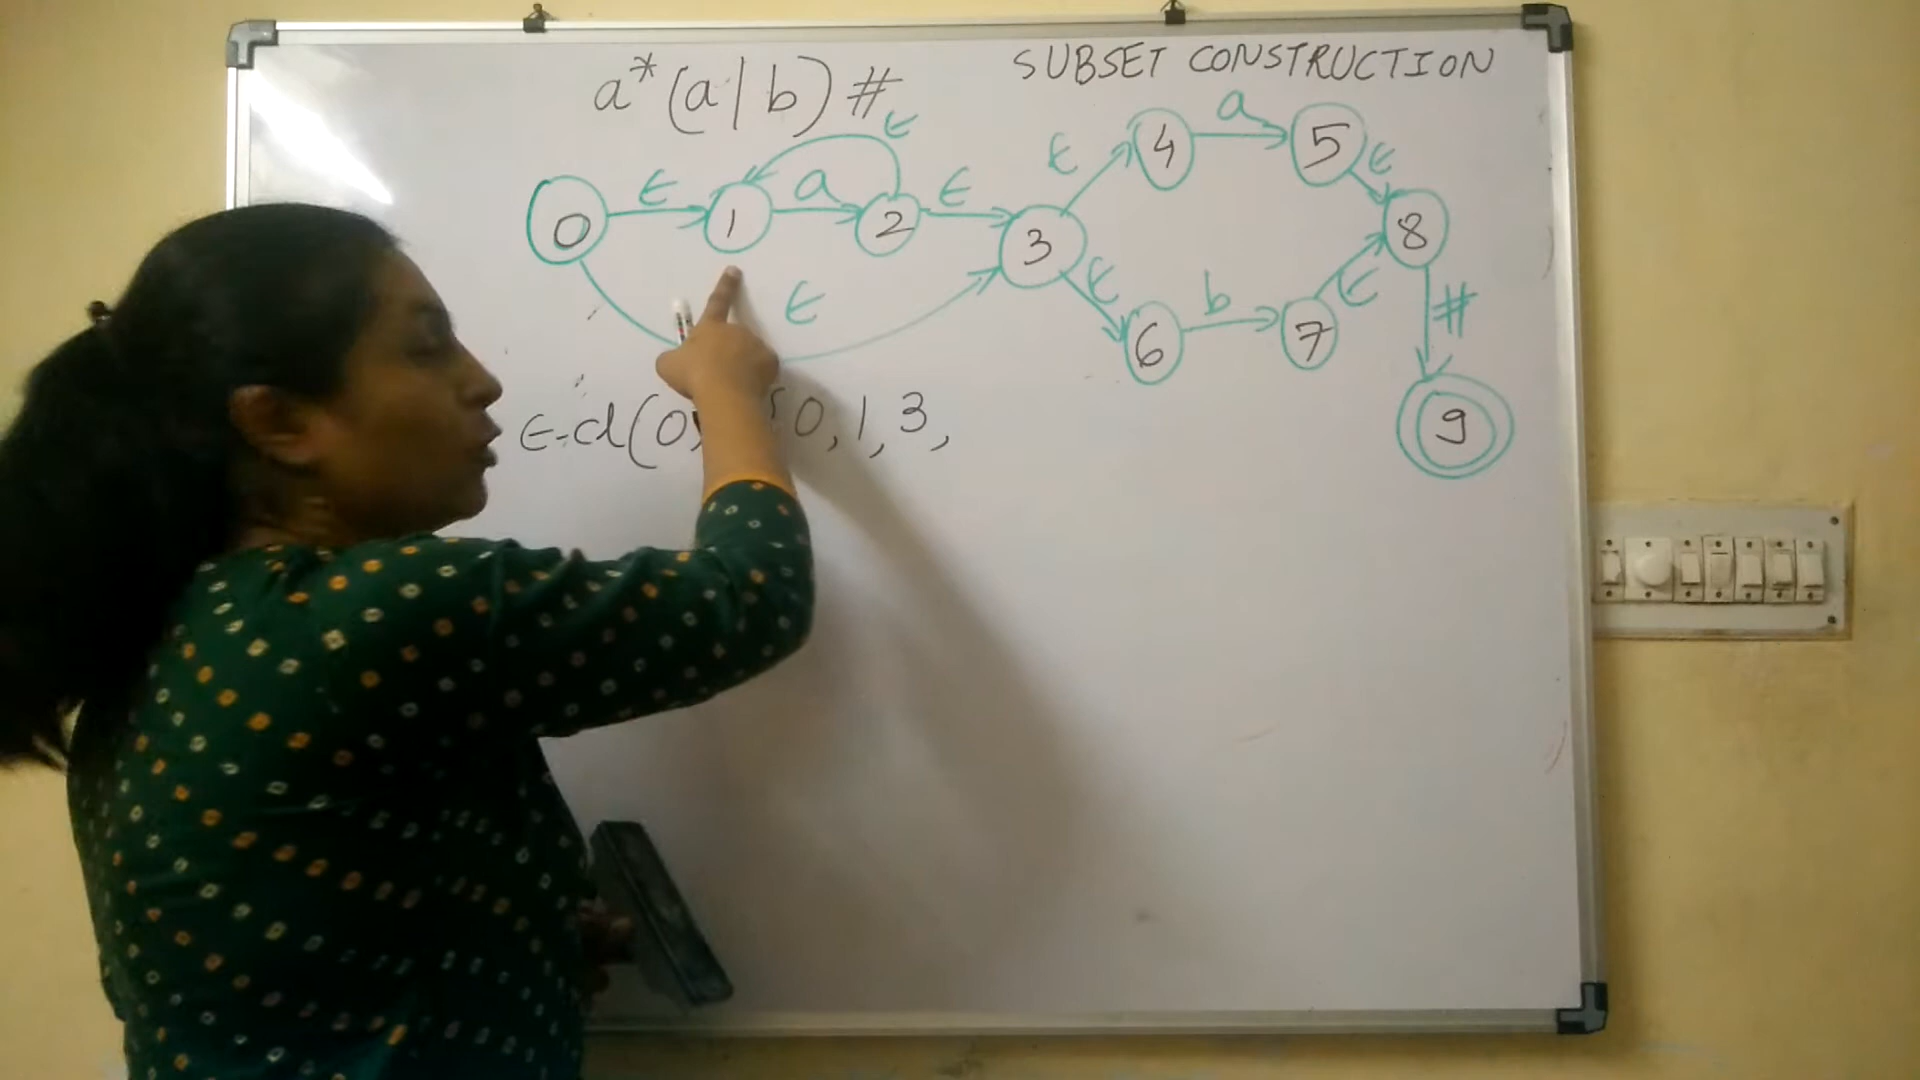 a*(a|b)#
SUBSET CONSTRUCTION
0 ϵ 1 a 2 ϵ 3 ϵ 4 a 5 ϵ 8 # 9
ϵ
ϵ
ϵ 6 b 7 ϵ
ϵ-cl(0) {0,1,3,